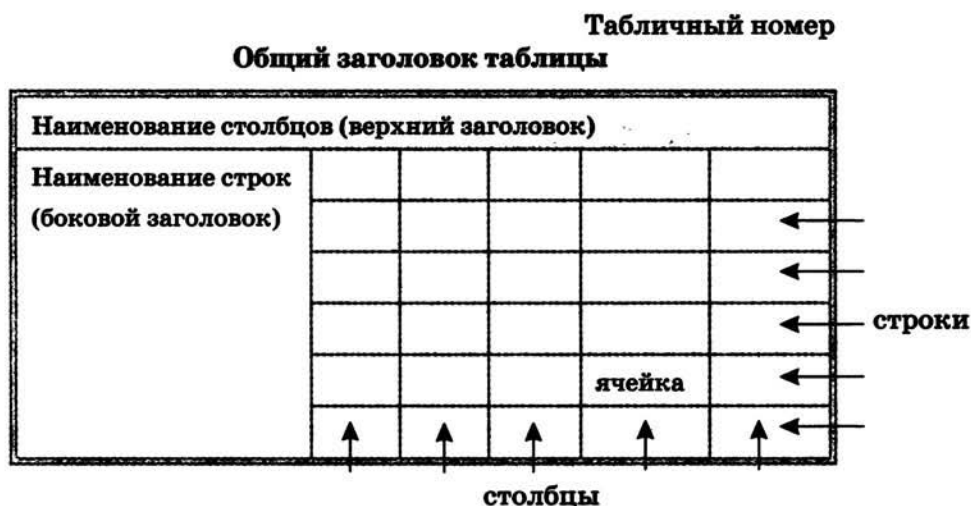 Табличный номер
Общий заголовок таблицы
Наименование столбцов (верхний заголовок)
Наименование строк
(боковой заголовок)
строки
ячейка
столбцы